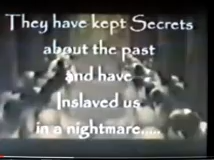 They have kept Secrets
about the past
and have
Inslaved us
in a nightmare.....